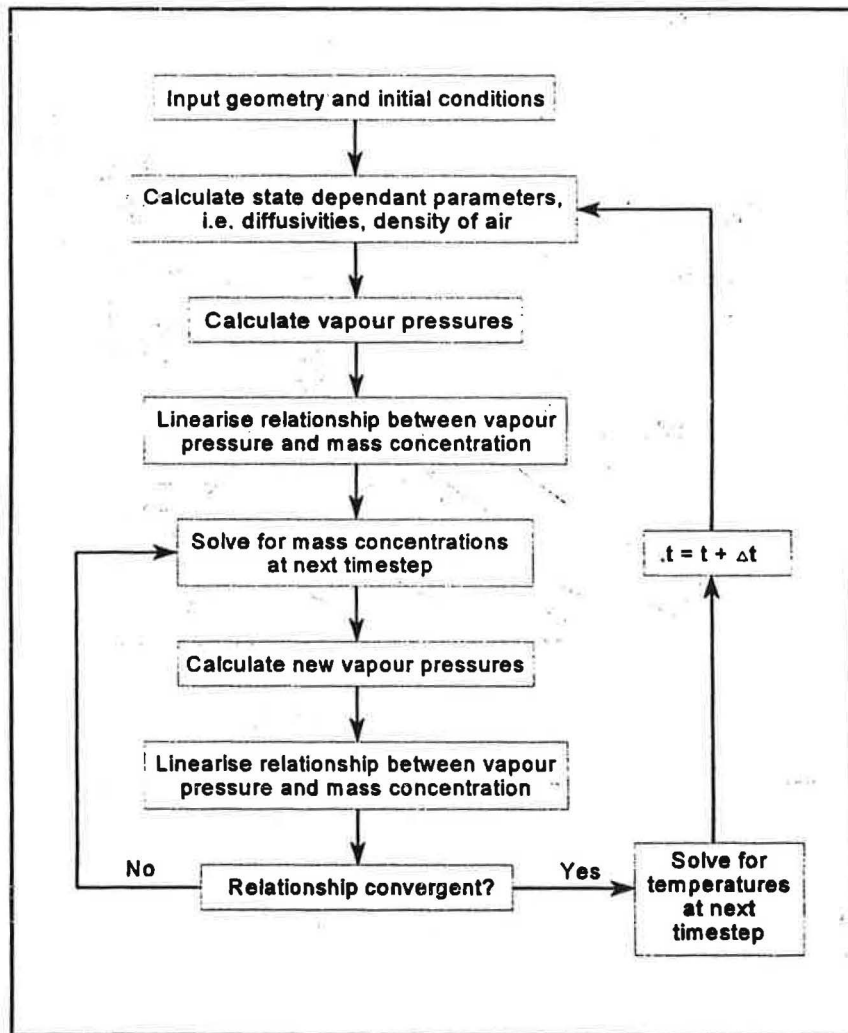 Input geometry and initial conditions
Calculate state dependant parameters,
i.e. diffusivities, density of air
Calculate vapour pressures
Linearise relationship between vapour
pressure and mass concentration
Solve for mass concentrations
at next timestep
.t = t + Δt
Calculate new vapour pressures
Linearise relationship between vapour
pressure and mass concentration
No
Relationship convergent?
Yes
Solve for
temperatures
at next
timestep